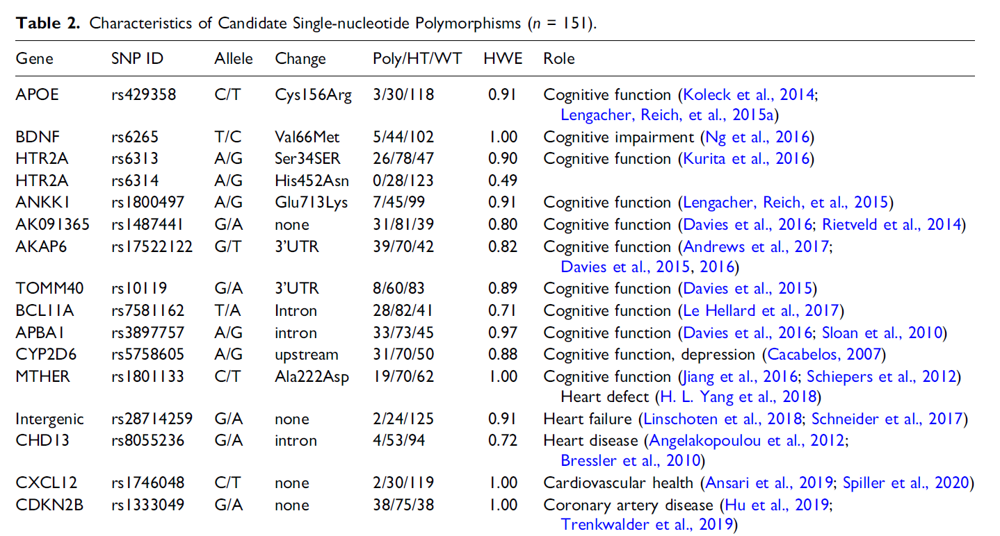 Table 2. Characteristics of Candidate Single-nucleotide Polymorphisms (n = 151).
Gene SNP ID Allele Change Poly/HT/WT HWE Role
APOE rs429358 C/T Cys156Arg 3/30/118 0.91 Cognitive function (Koleck et al., 2014;
Lengacher, Reich, et al., 2015a)
BDNF rs6265 T/C Val66Met 5/44/102 1.00 Cognitive impairment (Ng et al., 2016)
HTR2A rs6313 A/G Ser34SER 26/78/47 0.90 Cognitive function (Kurita et al., 2016)
HTR2A rs6314 A/G His452Asn 0/28/123 0.49
ANKK1 rs1800497 A/G Glu713Lys 7/45/99 0.91 Cognitive function (Lengacher, Reich, et al., 2015)
AK091365 rs1487441 G/A none 31/81/39 0.80 Cognitive function (Davies et al., 2016; Rietveld et al., 2014)
AKAP6 rs17522122 G/T 3'UTR 39/70/42 0.82 Cognitive function (Andrews et al., 2017;
Davies et al., 2015, 2016)
TOMM40 rs10119 G/A 3'UTR 8/60/83 0.89 Cognitive function (Davies et al., 2015)
BCL11A rs7581162 T/A Intron 28/82/41 0.71 Cognitive function (Le Hellard et al., 2017)
APBA1 rs3897757 A/G intron 33/73/45 0.97 Cognitive function (Davies et al., 2016; Sloan et al., 2010)
CYP2D6 rs5758605 A/G upstream 31/70/50 0.88 Cognitive function, depression (Cacabelos, 2007)
MTHER rs1801133 C/T Ala222Asp 19/70/62 1.00 Cognitive function (Jiang et al., 2016; Schiepers et al., 2012)
Heart defect (H. L. Yang et al., 2018)
Intergenic rs28714259 G/A none 2/24/125 0.91 Heart failure (Linschoten et al., 2018; Schneider et al., 2017)
CHD13 rs8055236 G/A intron 4/53/94 0.72 Heart disease (Angelakopoulou et al., 2012;
Bressler et al., 2010)
CXCL12 rs1746048 C/T none 2/30/119 1.00 Cardiovascular health (Ansari et al., 2019; Spiller et al., 2020)
CDKN2B rs1333049 G/A none 38/75/38 1.00 Coronary artery disease (Hu et al., 2019;
Trenkwalder et al., 2019)